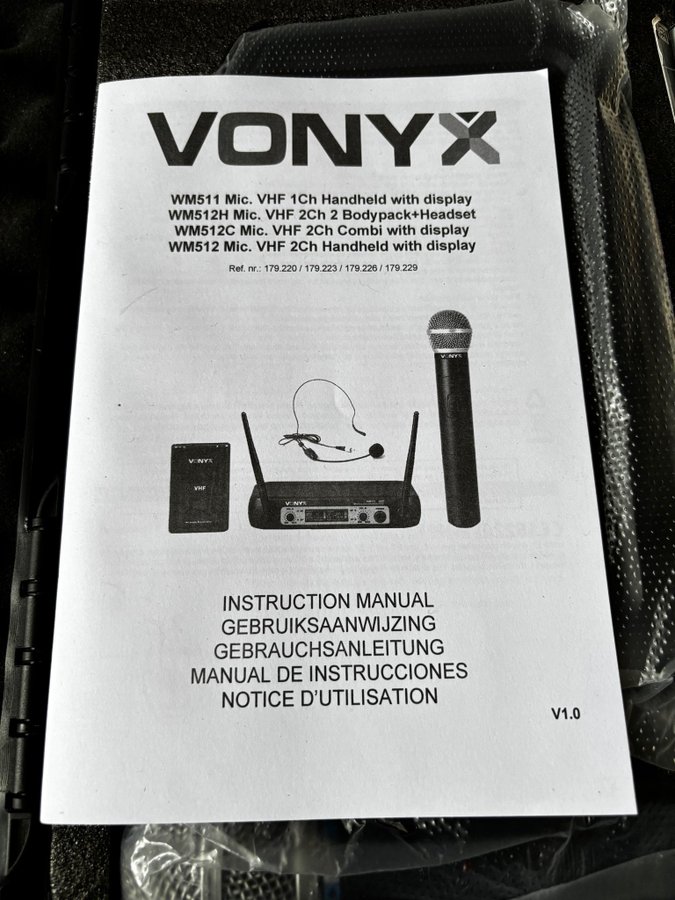 VONYX
WM511 Mic. VHF 1Ch Handheld with display
WM512H Mic. VHF 2Ch 2 Bodypack+Headset
WM512C Mic. VHF 2Ch Combi with display
WM512 Mic. VHF 2Ch Handheld with display
Ref. nr.: 179.220 / 179.223 / 179.226 / 179.229
VONYX
VONYX
VHF
VONYX
INSTRUCTION MANUAL
GEBRUIKSAANWIJZING
GEBRAUCHSANLEITUNG
MANUAL DE INSTRUCCIONES
NOTICE D'UTILISATION
V1.0